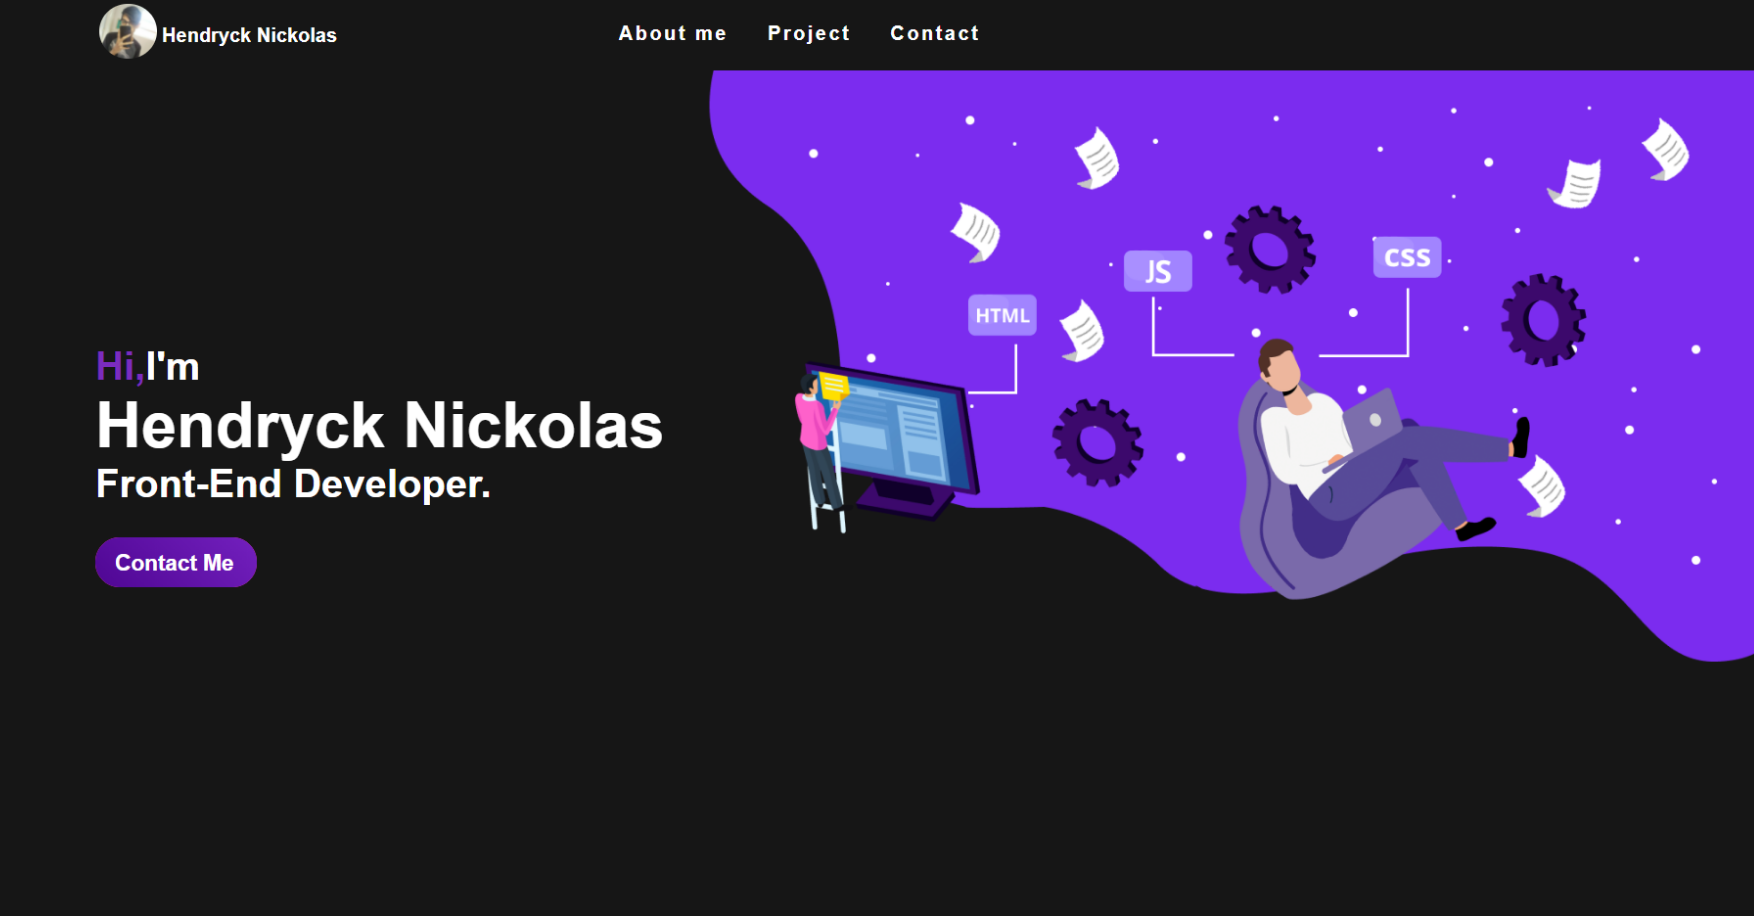 Hendryck Nickolas
About me
Project
Contact
HTML
JS
CSS
Hi,I'm
Hendryck Nickolas
Front-End Developer.
Contact Me